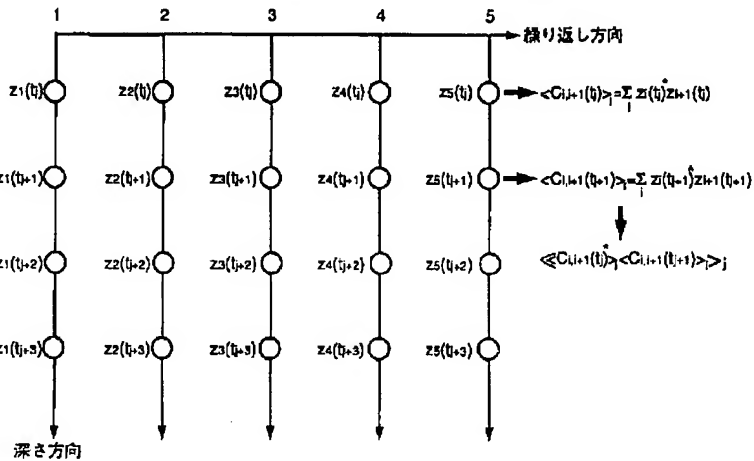 1 2 3 4 5
繰り返し方向
z1(tj) z2(tj) z3(tj) z4(tj) z5(tj) <Ci,i+1(tj)>i=Σi zi(tj)*zi+1(tj)
z1(tj+1) z2(tj+1) z3(tj+1) z4(tj+1) z5(tj+1) <Ci,i+1(tj+1)>i=Σi zi(tj+1)*zi+1(tj+1)
z1(tj+2) z2(tj+2) z3(tj+2) z4(tj+2) z5(tj+2) <<Ci,i+1(tj)*>i<Ci,i+1(tj+1)>i>j
z1(tj+3) z2(tj+3) z3(tj+3) z4(tj+3) z5(tj+3)
深さ方向